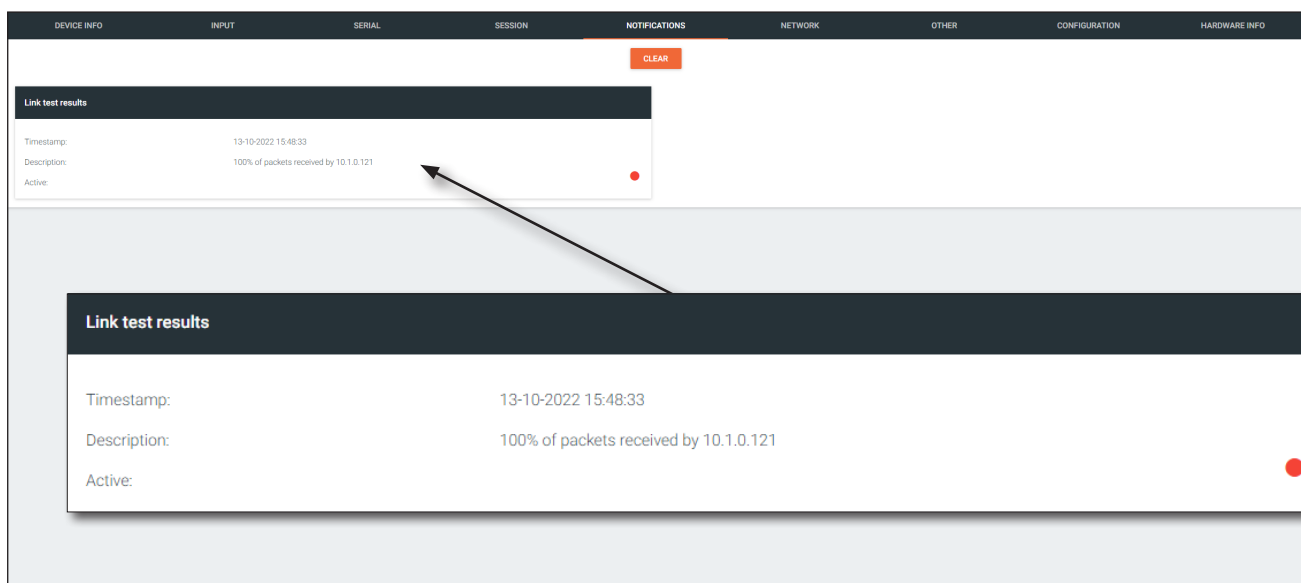 DEVICE INFO INPUT SERIAL SESSION NOTIFICATIONS NETWORK OTHER CONFIGURATION HARDWARE INFO
CLEAR
Link test results
Timestamp: 13-10-2022 15:48:33
Description: 100% of packets received by 10.1.0.121
Active:
Link test results
Timestamp: 13-10-2022 15:48:33
Description: 100% of packets received by 10.1.0.121
Active: